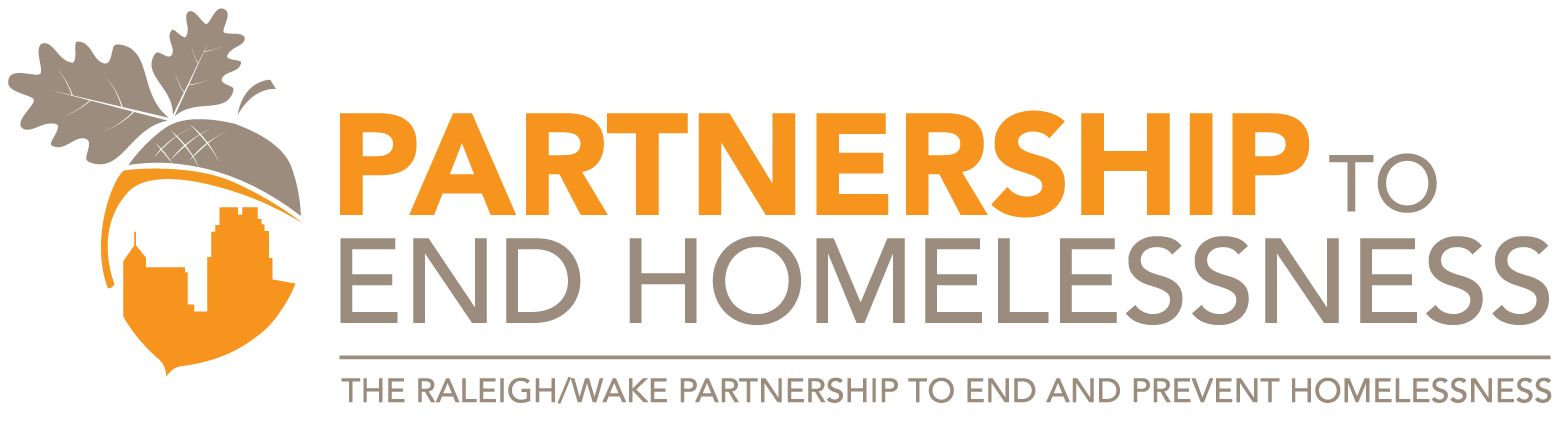 PARTNERSHIP TO
END HOMELESSNESS
THE RALEIGH/WAKE PARTNERSHIP TO END AND PREVENT HOMELESSNESS